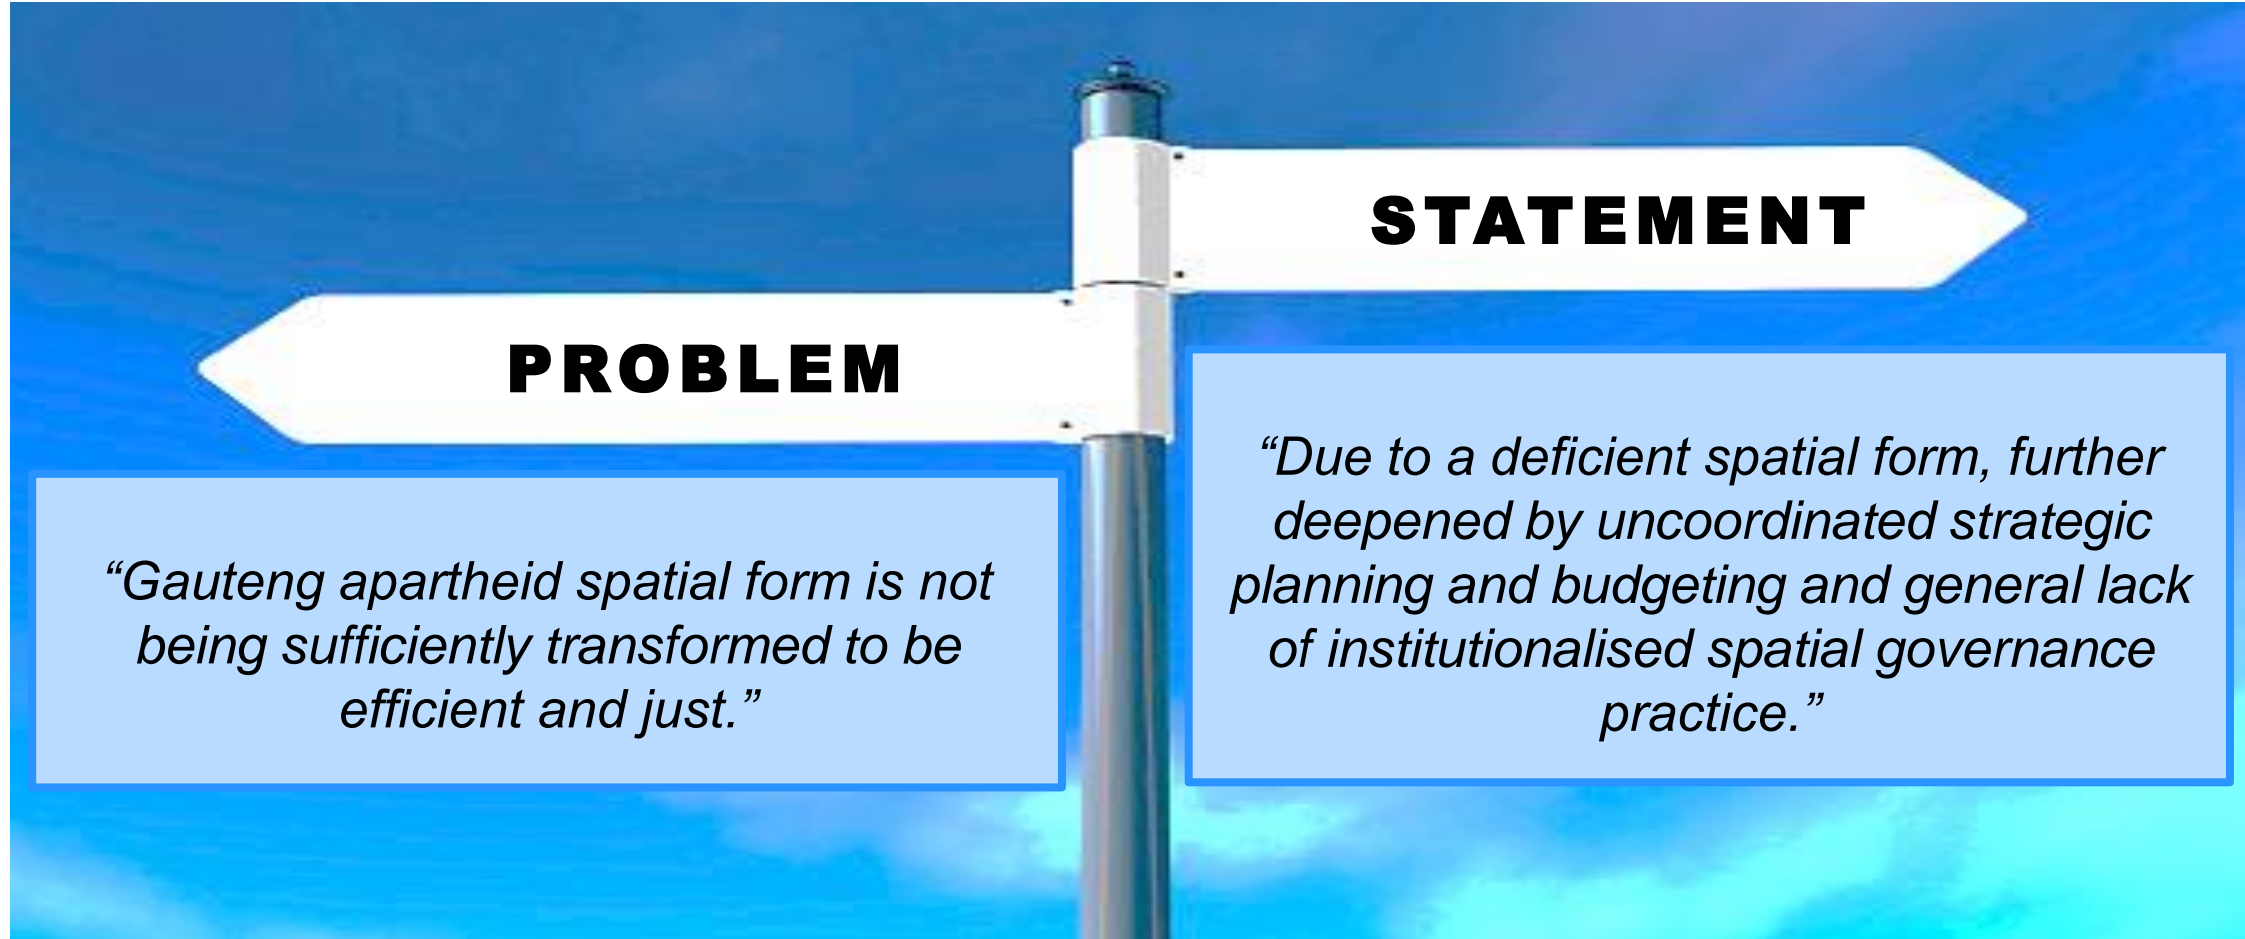 PROBLEM
STATEMENT
“Gauteng apartheid spatial form is not
being sufficiently transformed to be
efficient and just.”
“Due to a deficient spatial form, further
deepened by uncoordinated strategic
planning and budgeting and general lack
of institutionalised spatial governance
practice.”